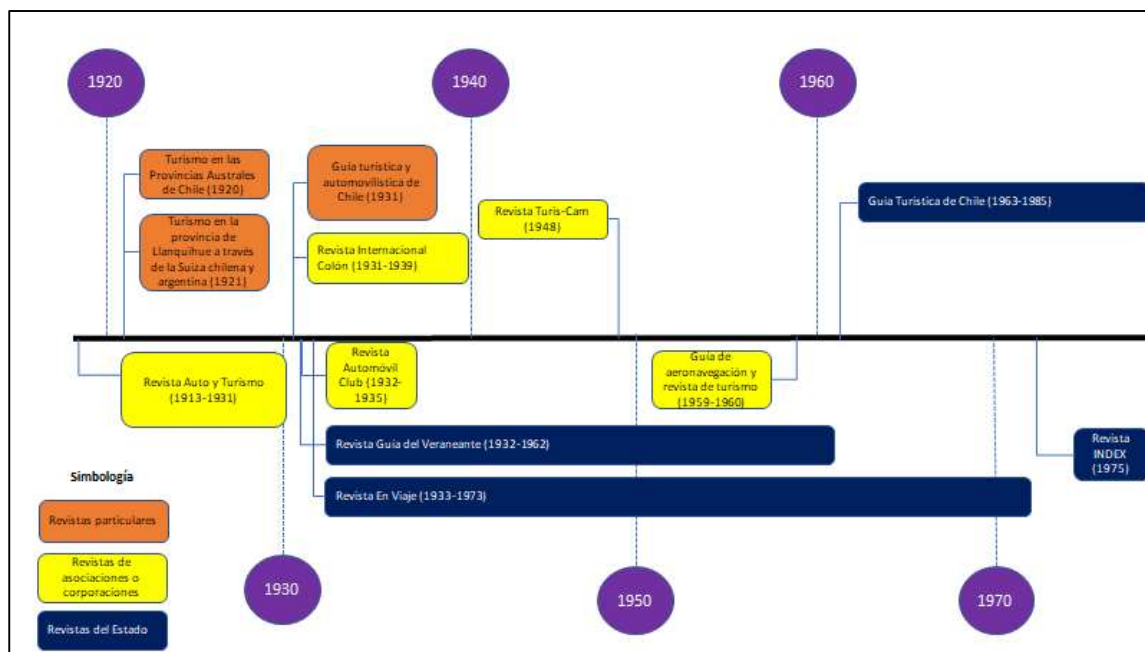 1920
1940
1960
Turismo en las
Provincias Australes
de Chile (1920)
Turismo en la
provincia de
Llanquihue a través
de la Suiza chilena y
argentina (1921)
Guía turística y
automovilística de
Chile (1931)
Revista Internacional
Colón (1931-1939)
Revista Turis-Cam
(1948)
Guía Turística de Chile (1963-1985)
Revista Auto y Turismo
(1913-1931)
Revista
Automóvil
Club (1932-
1935)
Guía de
aeronavegación y
revista de turismo
(1959-1960)
Revista Guía del Veraneante (1932-1962)
Revista En Viaje (1933-1973)
Revista
INDEX
(1975)
Simbología
Revistas particulares
Revistas de
asociaciones o
corporaciones
Revistas del Estado
1930
1950
1970